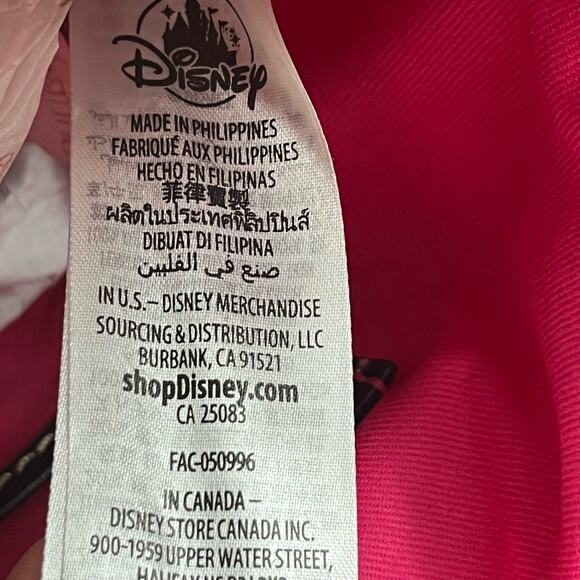 Disney
MADE IN PHILIPPINES
FABRIQUÉ AUX PHILIPPINES
HECHO EN FILIPINAS
菲律賓製
ผลิตในประเทศฟิลิปปินส์
DIBUAT DI FILIPINA
صنع في الفلبين
IN U.S.– DISNEY MERCHANDISE
SOURCING & DISTRIBUTION, LLC
BURBANK, CA 91521
shopDisney.com
CA 25083
FAC-050996
IN CANADA –
DISNEY STORE CANADA INC.
900-1959 UPPER WATER STREET,
HALIFAX NS